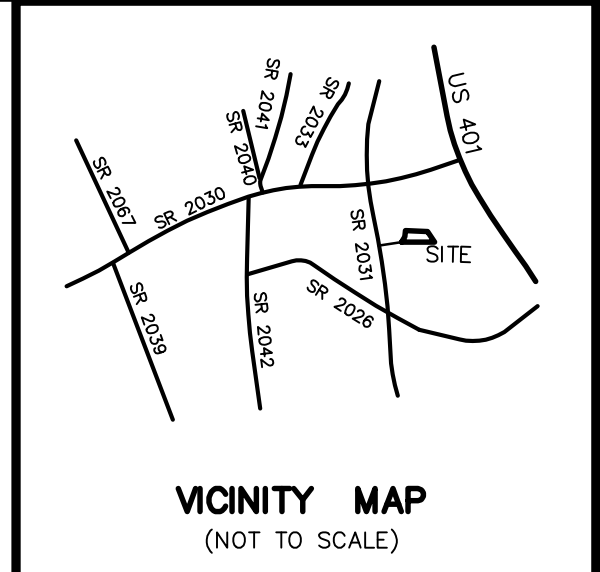 SR 2041
SR 2033
US 401
SR 2040
SR 2067
SR 2030
SR 2031
SITE
SR 2039
SR 2042
SR 2026
VICINITY MAP
(NOT TO SCALE)